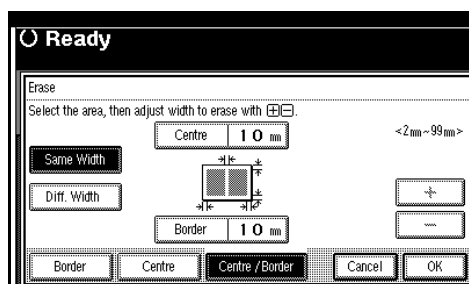 Ready
Erase
Select the area, then adjust width to erase with ⊞⊟.
Centre 10 mm
<2mm~99mm>
Same Width
Diff. Width
+
−
Border 10 mm
Border Centre Centre / Border Cancel OK